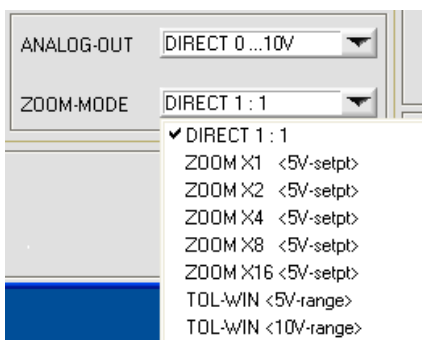 ANALOG-OUT DIRECT 0 ...10V
ZOOM-MODE DIRECT 1 : 1
✔DIRECT 1 : 1
ZOOM X1 <5V-setpt>
ZOOM X2 <5V-setpt>
ZOOM X4 <5V-setpt>
ZOOM X8 <5V-setpt>
ZOOM X16 <5V-setpt>
TOL-WIN <5V-range>
TOL-WIN <10V-range>